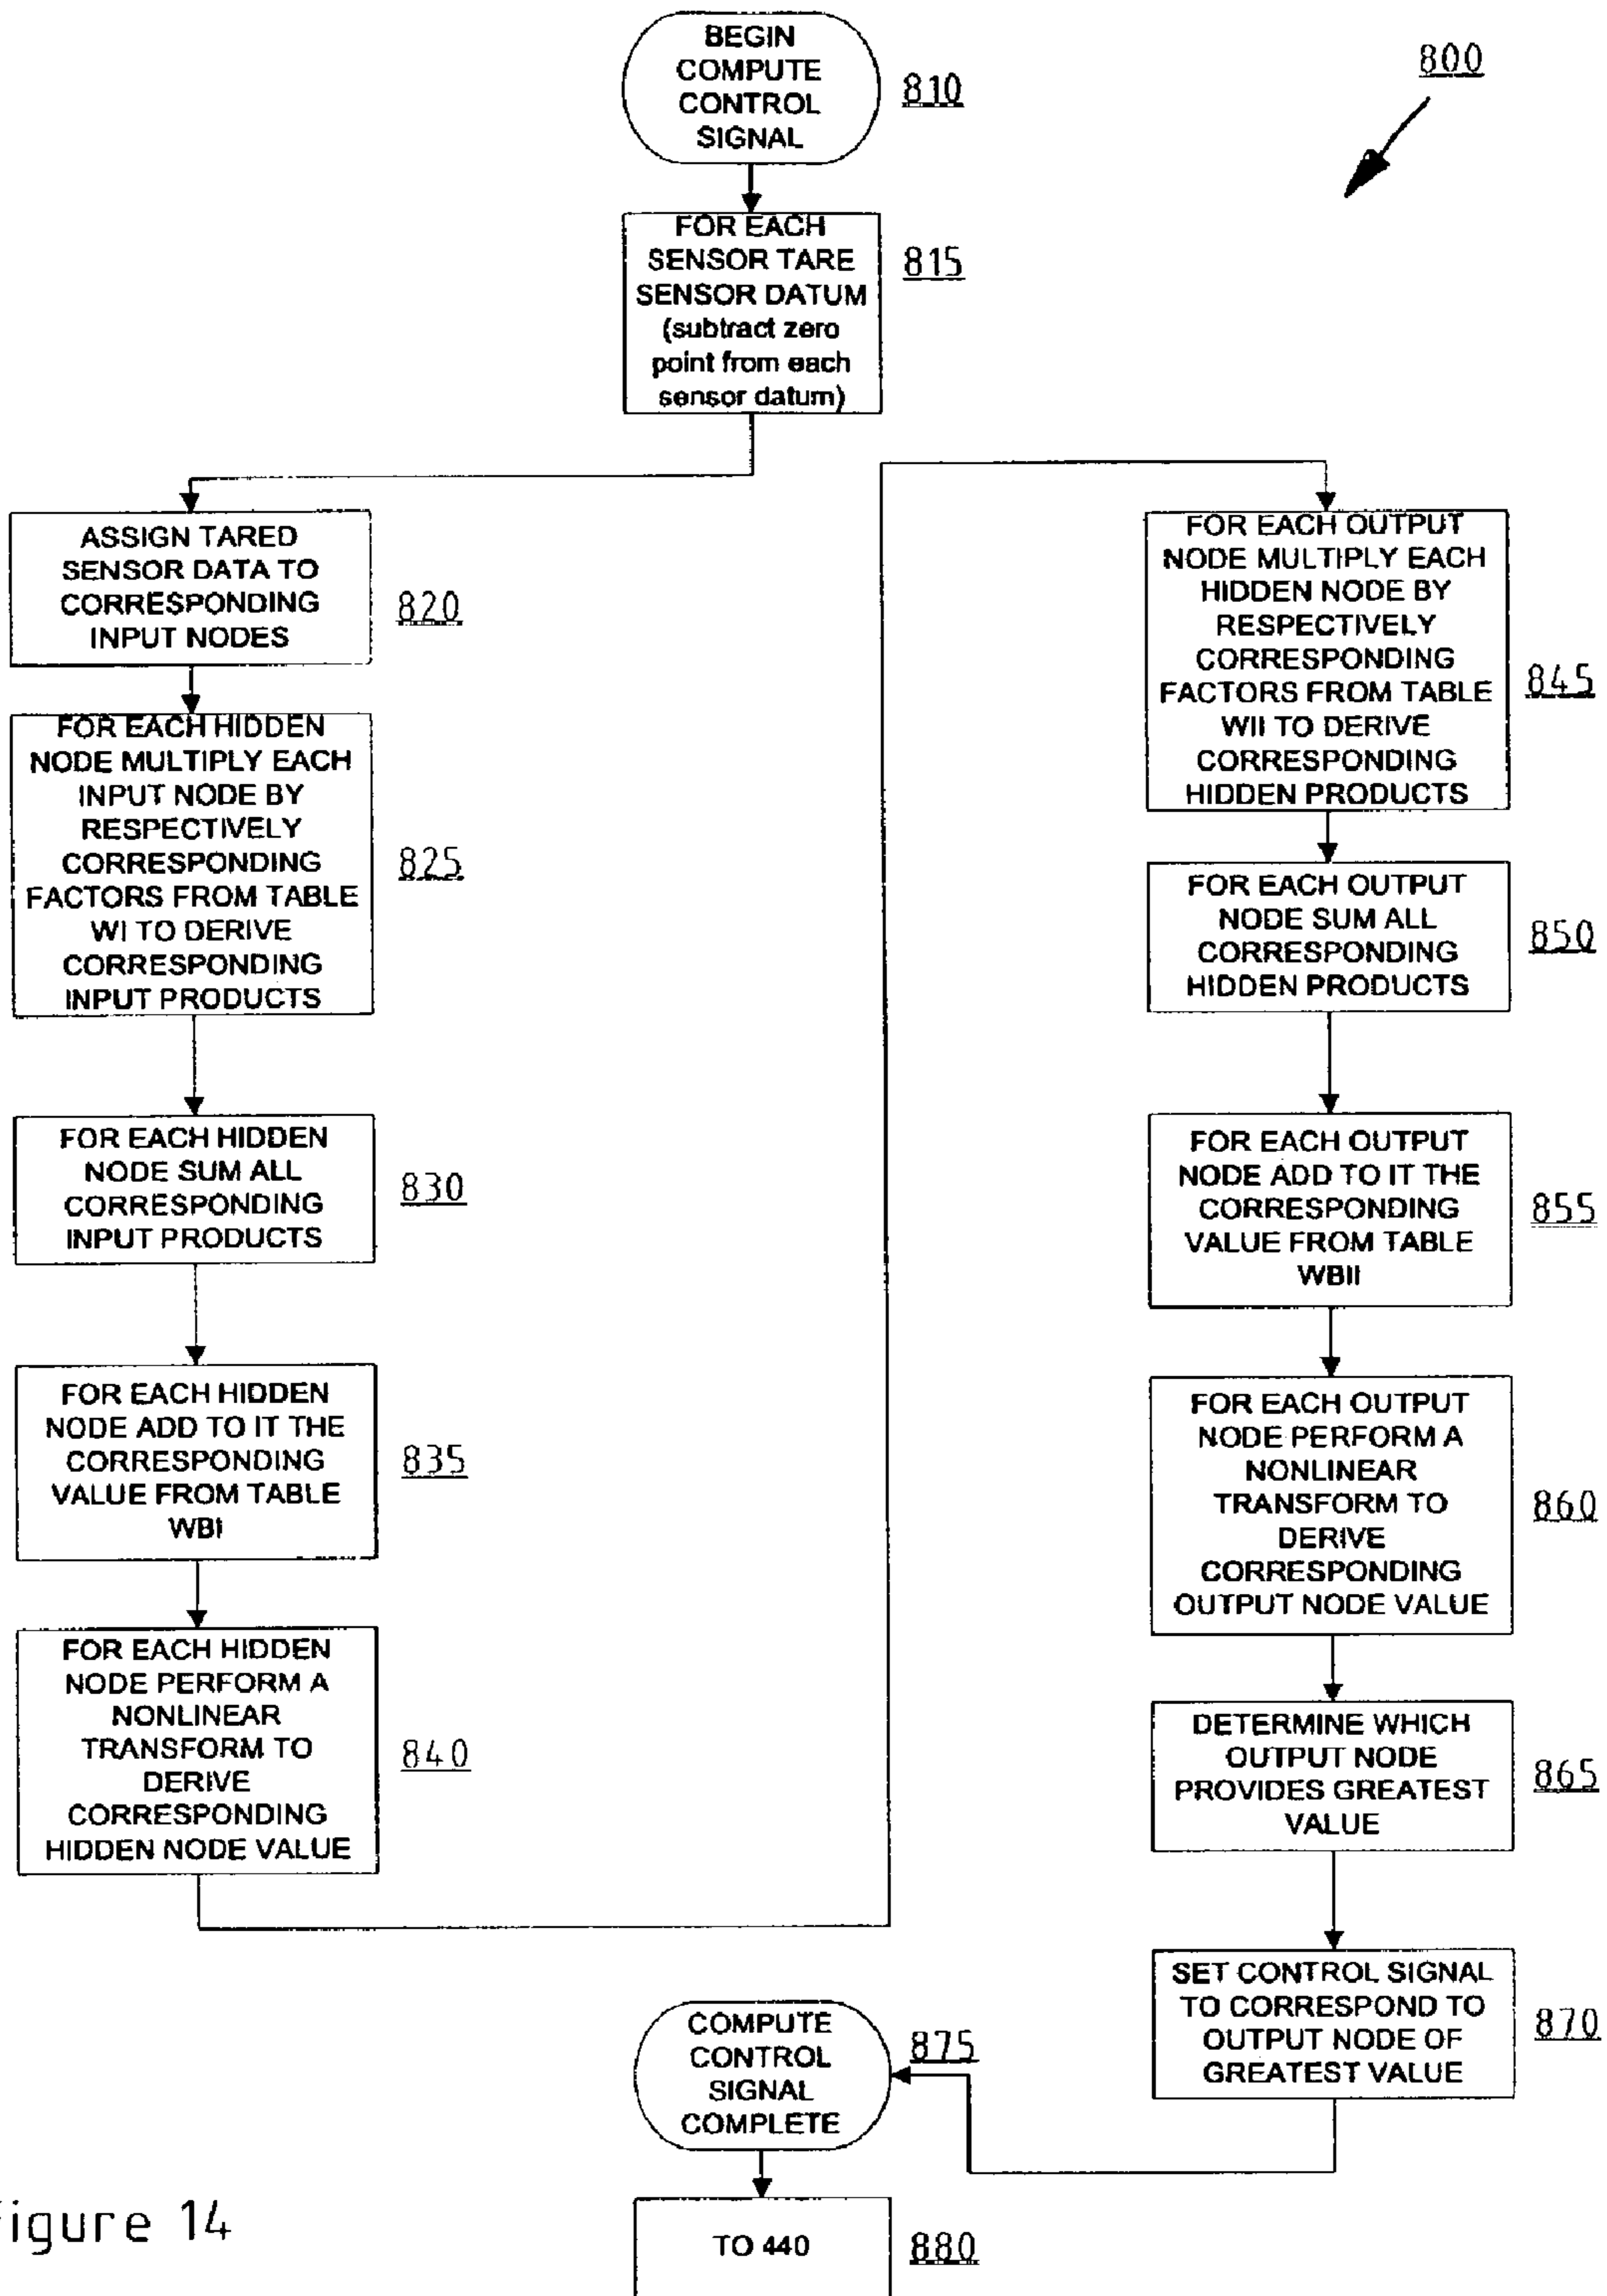 BEGIN
COMPUTE
CONTROL
SIGNAL
810
800
FOR EACH
SENSOR TARE
SENSOR DATUM
(subtract zero
point from each
sensor datum)
815
ASSIGN TARED
SENSOR DATA TO
CORRESPONDING
INPUT NODES
820
FOR EACH HIDDEN
NODE MULTIPLY EACH
INPUT NODE BY
RESPECTIVELY
CORRESPONDING
FACTORS FROM TABLE
WI TO DERIVE
CORRESPONDING
INPUT PRODUCTS
825
FOR EACH HIDDEN
NODE SUM ALL
CORRESPONDING
INPUT PRODUCTS
830
FOR EACH HIDDEN
NODE ADD TO IT THE
CORRESPONDING
VALUE FROM TABLE
WBI
835
FOR EACH HIDDEN
NODE PERFORM A
NONLINEAR
TRANSFORM TO
DERIVE
CORRESPONDING
HIDDEN NODE VALUE
840
FOR EACH OUTPUT
NODE MULTIPLY EACH
HIDDEN NODE BY
RESPECTIVELY
CORRESPONDING
FACTORS FROM TABLE
WII TO DERIVE
CORRESPONDING
HIDDEN PRODUCTS
845
FOR EACH OUTPUT
NODE SUM ALL
CORRESPONDING
HIDDEN PRODUCTS
850
FOR EACH OUTPUT
NODE ADD TO IT THE
CORRESPONDING
VALUE FROM TABLE
WBII
855
FOR EACH OUTPUT
NODE PERFORM A
NONLINEAR
TRANSFORM TO
DERIVE
CORRESPONDING
OUTPUT NODE VALUE
860
DETERMINE WHICH
OUTPUT NODE
PROVIDES GREATEST
VALUE
865
SET CONTROL SIGNAL
TO CORRESPOND TO
OUTPUT NODE OF
GREATEST VALUE
870
COMPUTE
CONTROL
SIGNAL
COMPLETE
875
TO 440
880
Figure 14